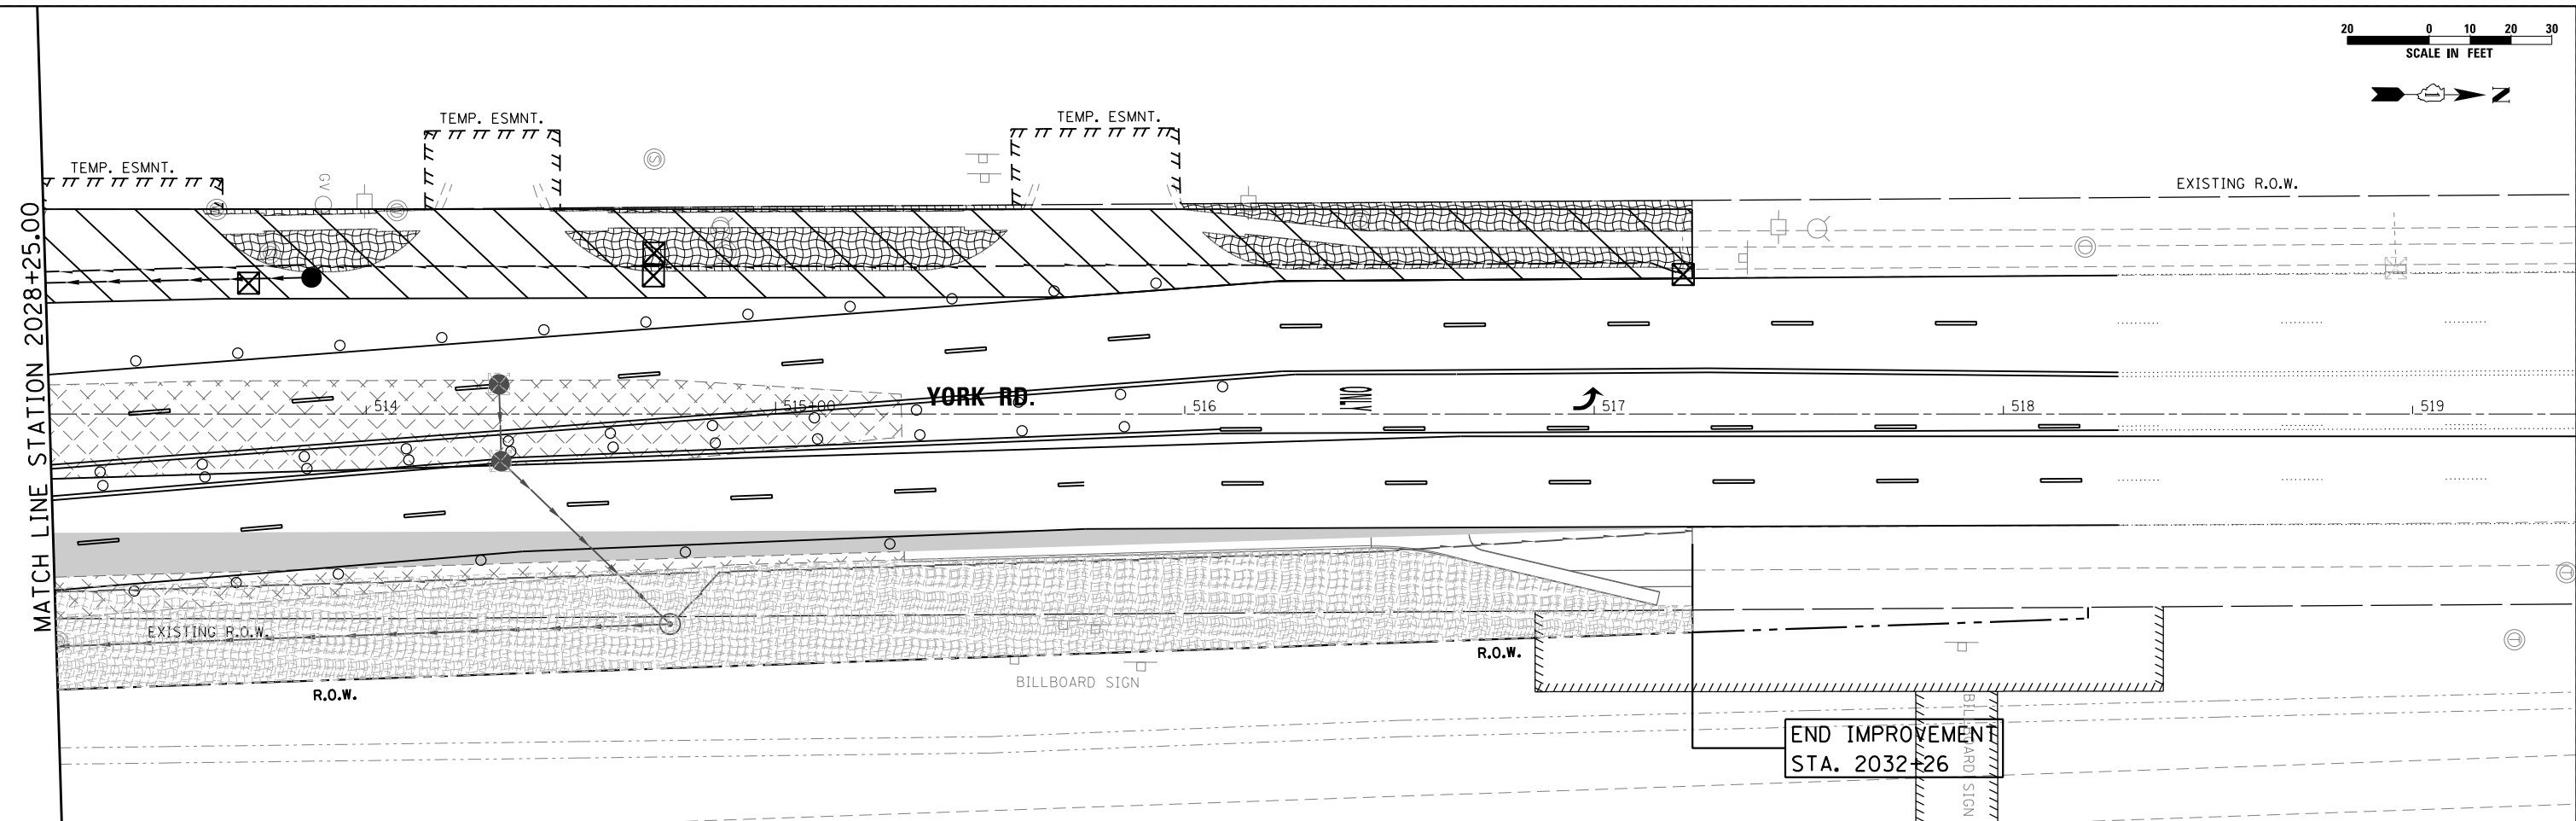 20 0 10 20 30
SCALE IN FEET
N
TEMP. ESMNT.
TEMP. ESMNT.
TEMP. ESMNT.
EXISTING R.O.W.
GV
S
MATCH LINE STATION 2028+25.00
YORK RD.
514
515+00
516
517
518
519
EXISTING R.O.W.
R.O.W.
R.O.W.
BILLBOARD SIGN
BILLBOARD SIGN
END IMPROVEMENT
STA. 2032+26